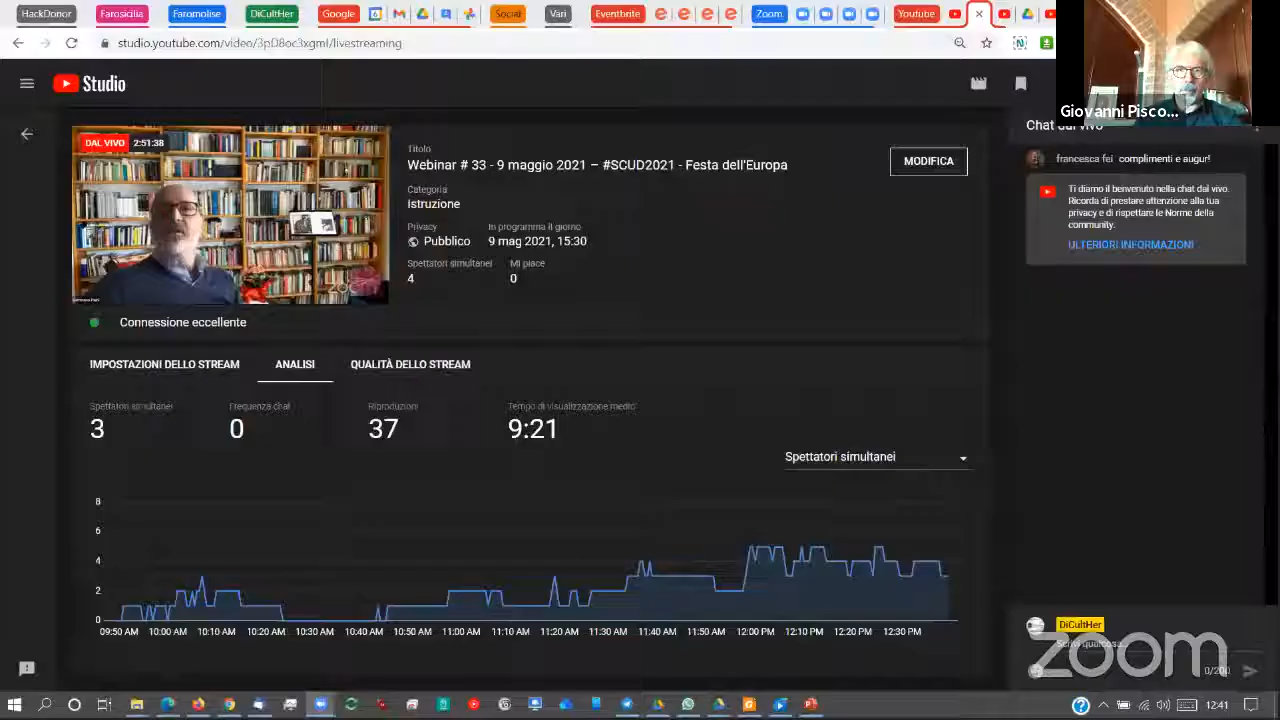 HackDonor Farosicilia Faromolise DiCultHer Google Social Vari Eventbrite Zoom Youtube
studio.youtube.com/video/3pD8oc3xgmI/livestreaming
Studio
Giovanni Pisco...
Chat dal vivo
DAL VIVO 2:51:38
Titolo
Webinar # 33 - 9 maggio 2021 – #SCUD2021 - Festa dell'Europa
MODIFICA
Categoria
Istruzione
Privacy In programma il giorno
Pubblico 9 mag 2021, 15:30
Spettatori simultanei Mi piace
4 0
zoom
francesca fei complimenti e augur!
Ti diamo il benvenuto nella chat dal vivo.
Ricorda di prestare attenzione alla tua
privacy e di rispettare le Norme della
community.
ULTERIORI INFORMAZIONI
Connessione eccellente
IMPOSTAZIONI DELLO STREAM ANALISI QUALITÀ DELLO STREAM
Spettatori simultanei Frequenza chat Riproduzioni Tempo di visualizzazione medio
3 0 37 9:21
Spettatori simultanei
8
6
4
2
0
09:50 AM 10:00 AM 10:10 AM 10:20 AM 10:30 AM 10:40 AM 10:50 AM 11:00 AM 11:10 AM 11:20 AM 11:30 AM 11:40 AM 11:50 AM 12:00 PM 12:10 PM 12:20 PM 12:30 PM
DiCultHer
Scrivi qualcosa...
0/200
zoom
12:41